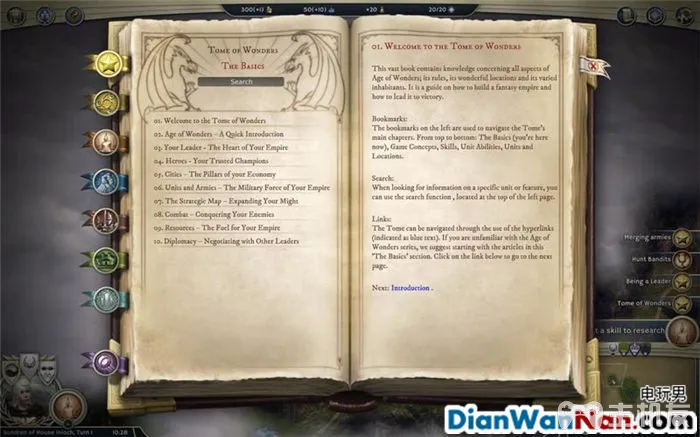 300(+1) 50(+10) +20 20/20
Tome of Wonders
The Basics
Search
01. Welcome to the Tome of Wonders
02. Age of Wonders – A Quick Introduction
03. Your Leader - The Heart of Your Empire
04. Heroes - Your Trusted Champions
05. Cities – The Pillars of your Economy
06. Units and Armies – The Military Force of Your Empire
07. The Strategic Map – Expanding Your Might
08. Combat – Conquering Your Enemies
09. Resources – The Fuel for Your Empire
10. Diplomacy – Negotiating with Other Leaders
01. Welcome to the Tome of Wonders
This vast book contains knowledge concerning all aspects of
Age of Wonders; its rules, its wonderful locations and its varied
inhabitants. It is a guide on how to build a fantasy empire and
how to lead it to victory.
Bookmarks:
The bookmarks on the left are used to navigate the Tome's
main chapters. From top to bottom: The Basics (you're here
now), Game Concepts, Skills, Unit Abilities, Units and
Locations.
Search:
When looking for information on a specific unit or feature, you
can use the search function , located at the top of the left page.
Links:
The Tome can be navigated through the use of the hyperlinks
(indicated as blue text). If you are unfamiliar with the Age of
Wonders series, we suggest starting with the articles in this
'The Basics' section. Click on the link below to go to the next
page.
Next: Introduction .
Merging armies
Hunt Bandits
Being a Leader
Tome of Wonders
t a skill to research
of House Inioch, Turn 1 10:28
电玩男
DianWanNan.com